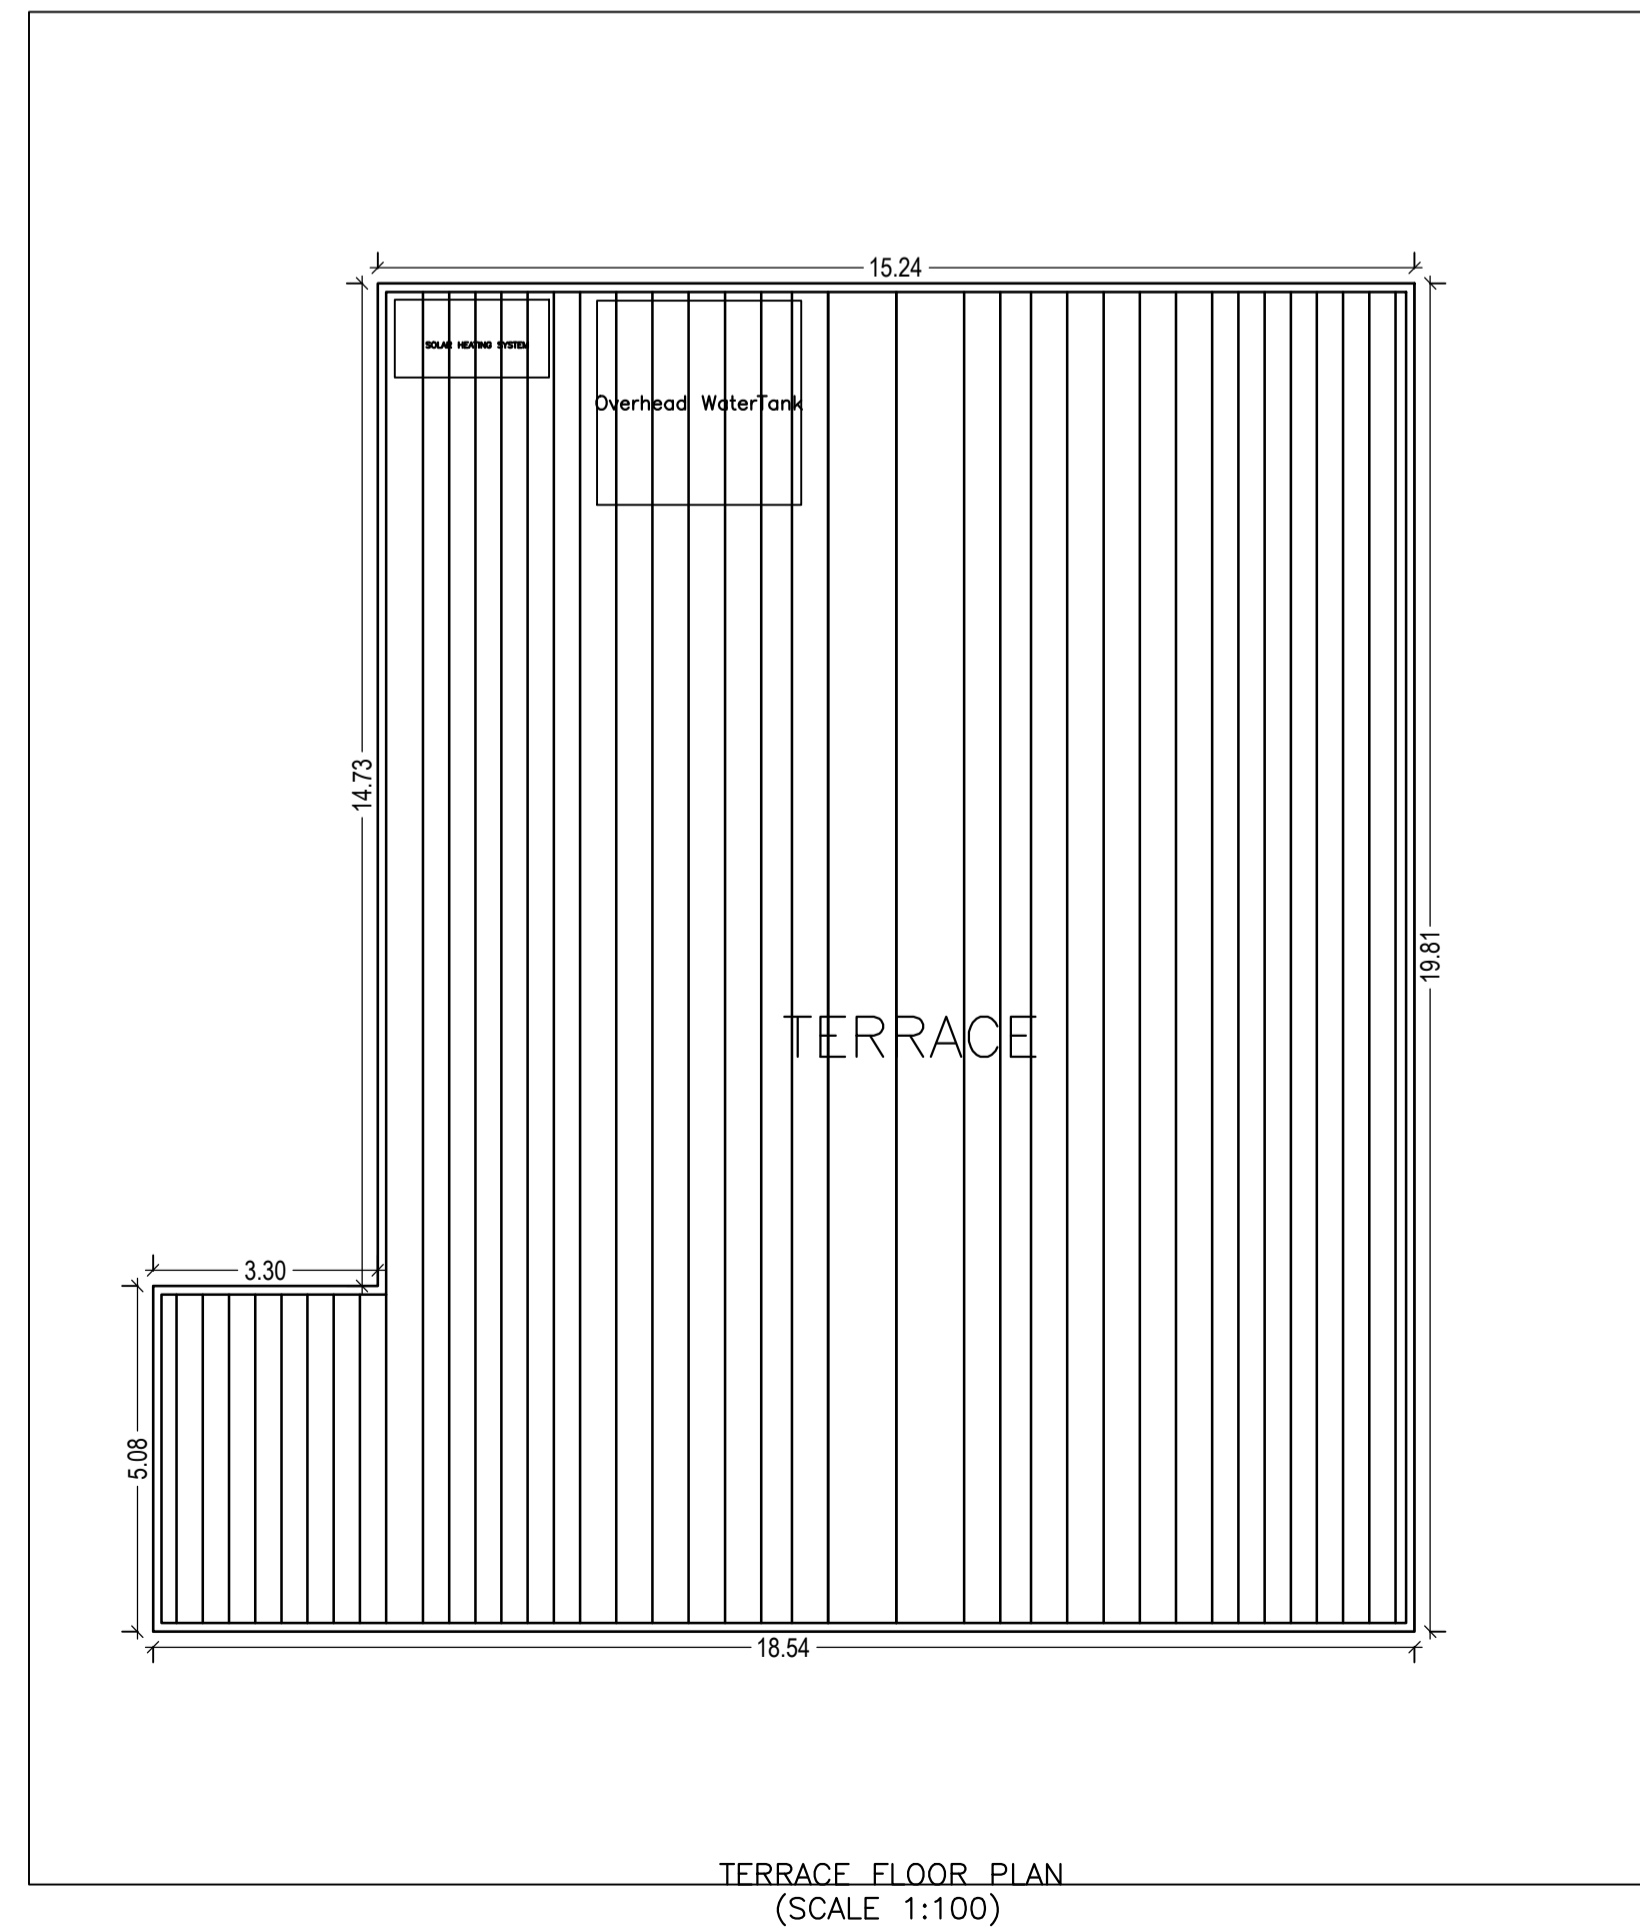 15.24
SOLAR HEATING SYSTEM
Overhead WaterTank
14.73
19.81
TERRACE
3.30
5.08
18.54
TERRACE FLOOR PLAN
(SCALE 1:100)